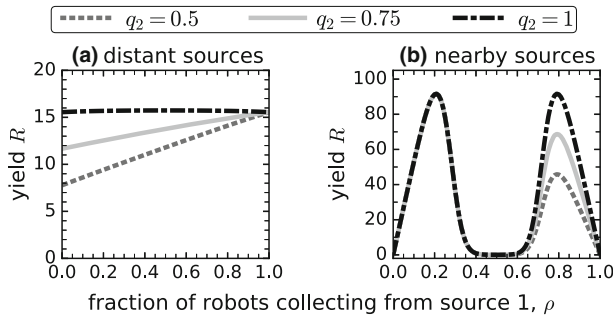 q₂ = 0.5 q₂ = 0.75 q₂ = 1
(a) distant sources (b) nearby sources
yield R
20
15
10
5
0
0.0 0.2 0.4 0.6 0.8 1.0
yield R
100
80
60
40
20
0
0.0 0.2 0.4 0.6 0.8 1.0
fraction of robots collecting from source 1, ρ